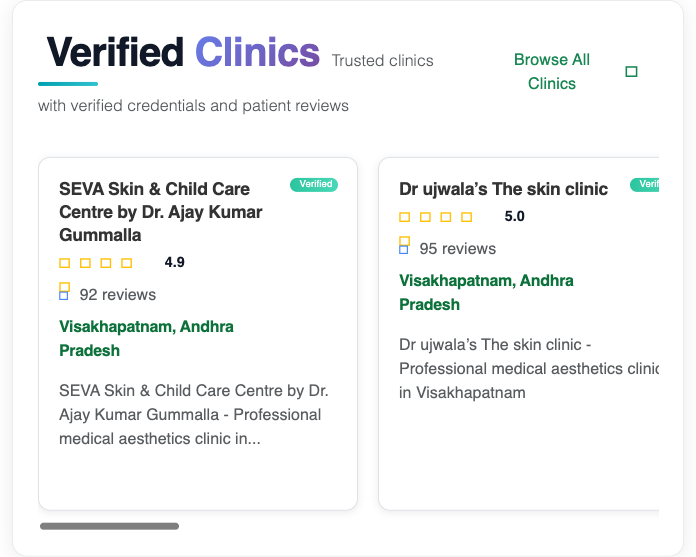 Verified Clinics Trusted clinics
with verified credentials and patient reviews
Browse All
Clinics
SEVA Skin & Child Care
Centre by Dr. Ajay Kumar
Gummalla
Verified
4.9
92 reviews
Visakhapatnam, Andhra
Pradesh
SEVA Skin & Child Care Centre by Dr.
Ajay Kumar Gummalla - Professional
medical aesthetics clinic in...
Dr ujwala’s The skin clinic
Verif
5.0
95 reviews
Visakhapatnam, Andhra
Pradesh
Dr ujwala’s The skin clinic -
Professional medical aesthetics clinic
in Visakhapatnam